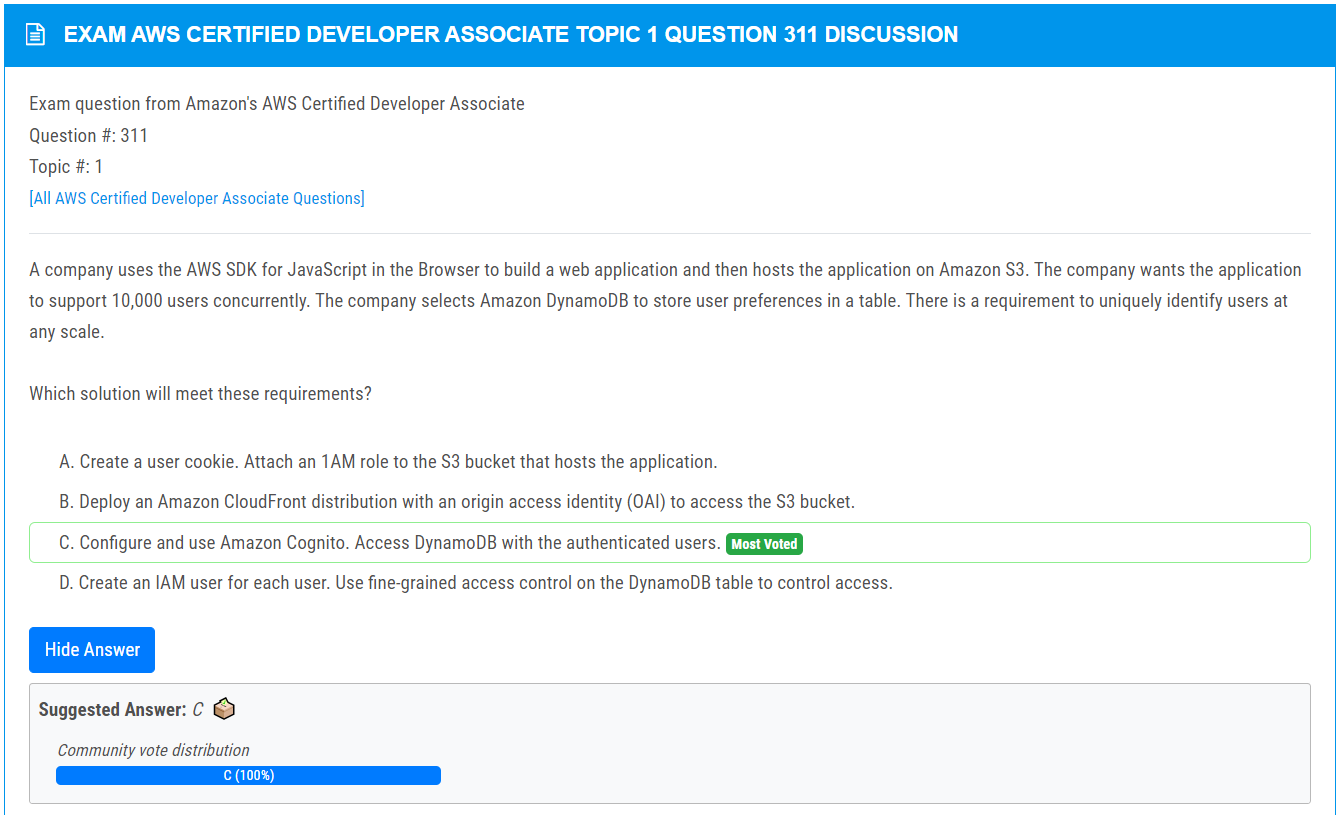 EXAM AWS CERTIFIED DEVELOPER ASSOCIATE TOPIC 1 QUESTION 311 DISCUSSION
Exam question from Amazon's AWS Certified Developer Associate
Question #: 311
Topic #: 1
[All AWS Certified Developer Associate Questions]
A company uses the AWS SDK for JavaScript in the Browser to build a web application and then hosts the application on Amazon S3. The company wants the application
to support 10,000 users concurrently. The company selects Amazon DynamoDB to store user preferences in a table. There is a requirement to uniquely identify users at
any scale.
Which solution will meet these requirements?
A. Create a user cookie. Attach an 1AM role to the S3 bucket that hosts the application.
B. Deploy an Amazon CloudFront distribution with an origin access identity (OAI) to access the S3 bucket.
C. Configure and use Amazon Cognito. Access DynamoDB with the authenticated users. Most Voted
D. Create an IAM user for each user. Use fine-grained access control on the DynamoDB table to control access.
Hide Answer
Suggested Answer: C
Community vote distribution
C (100%)